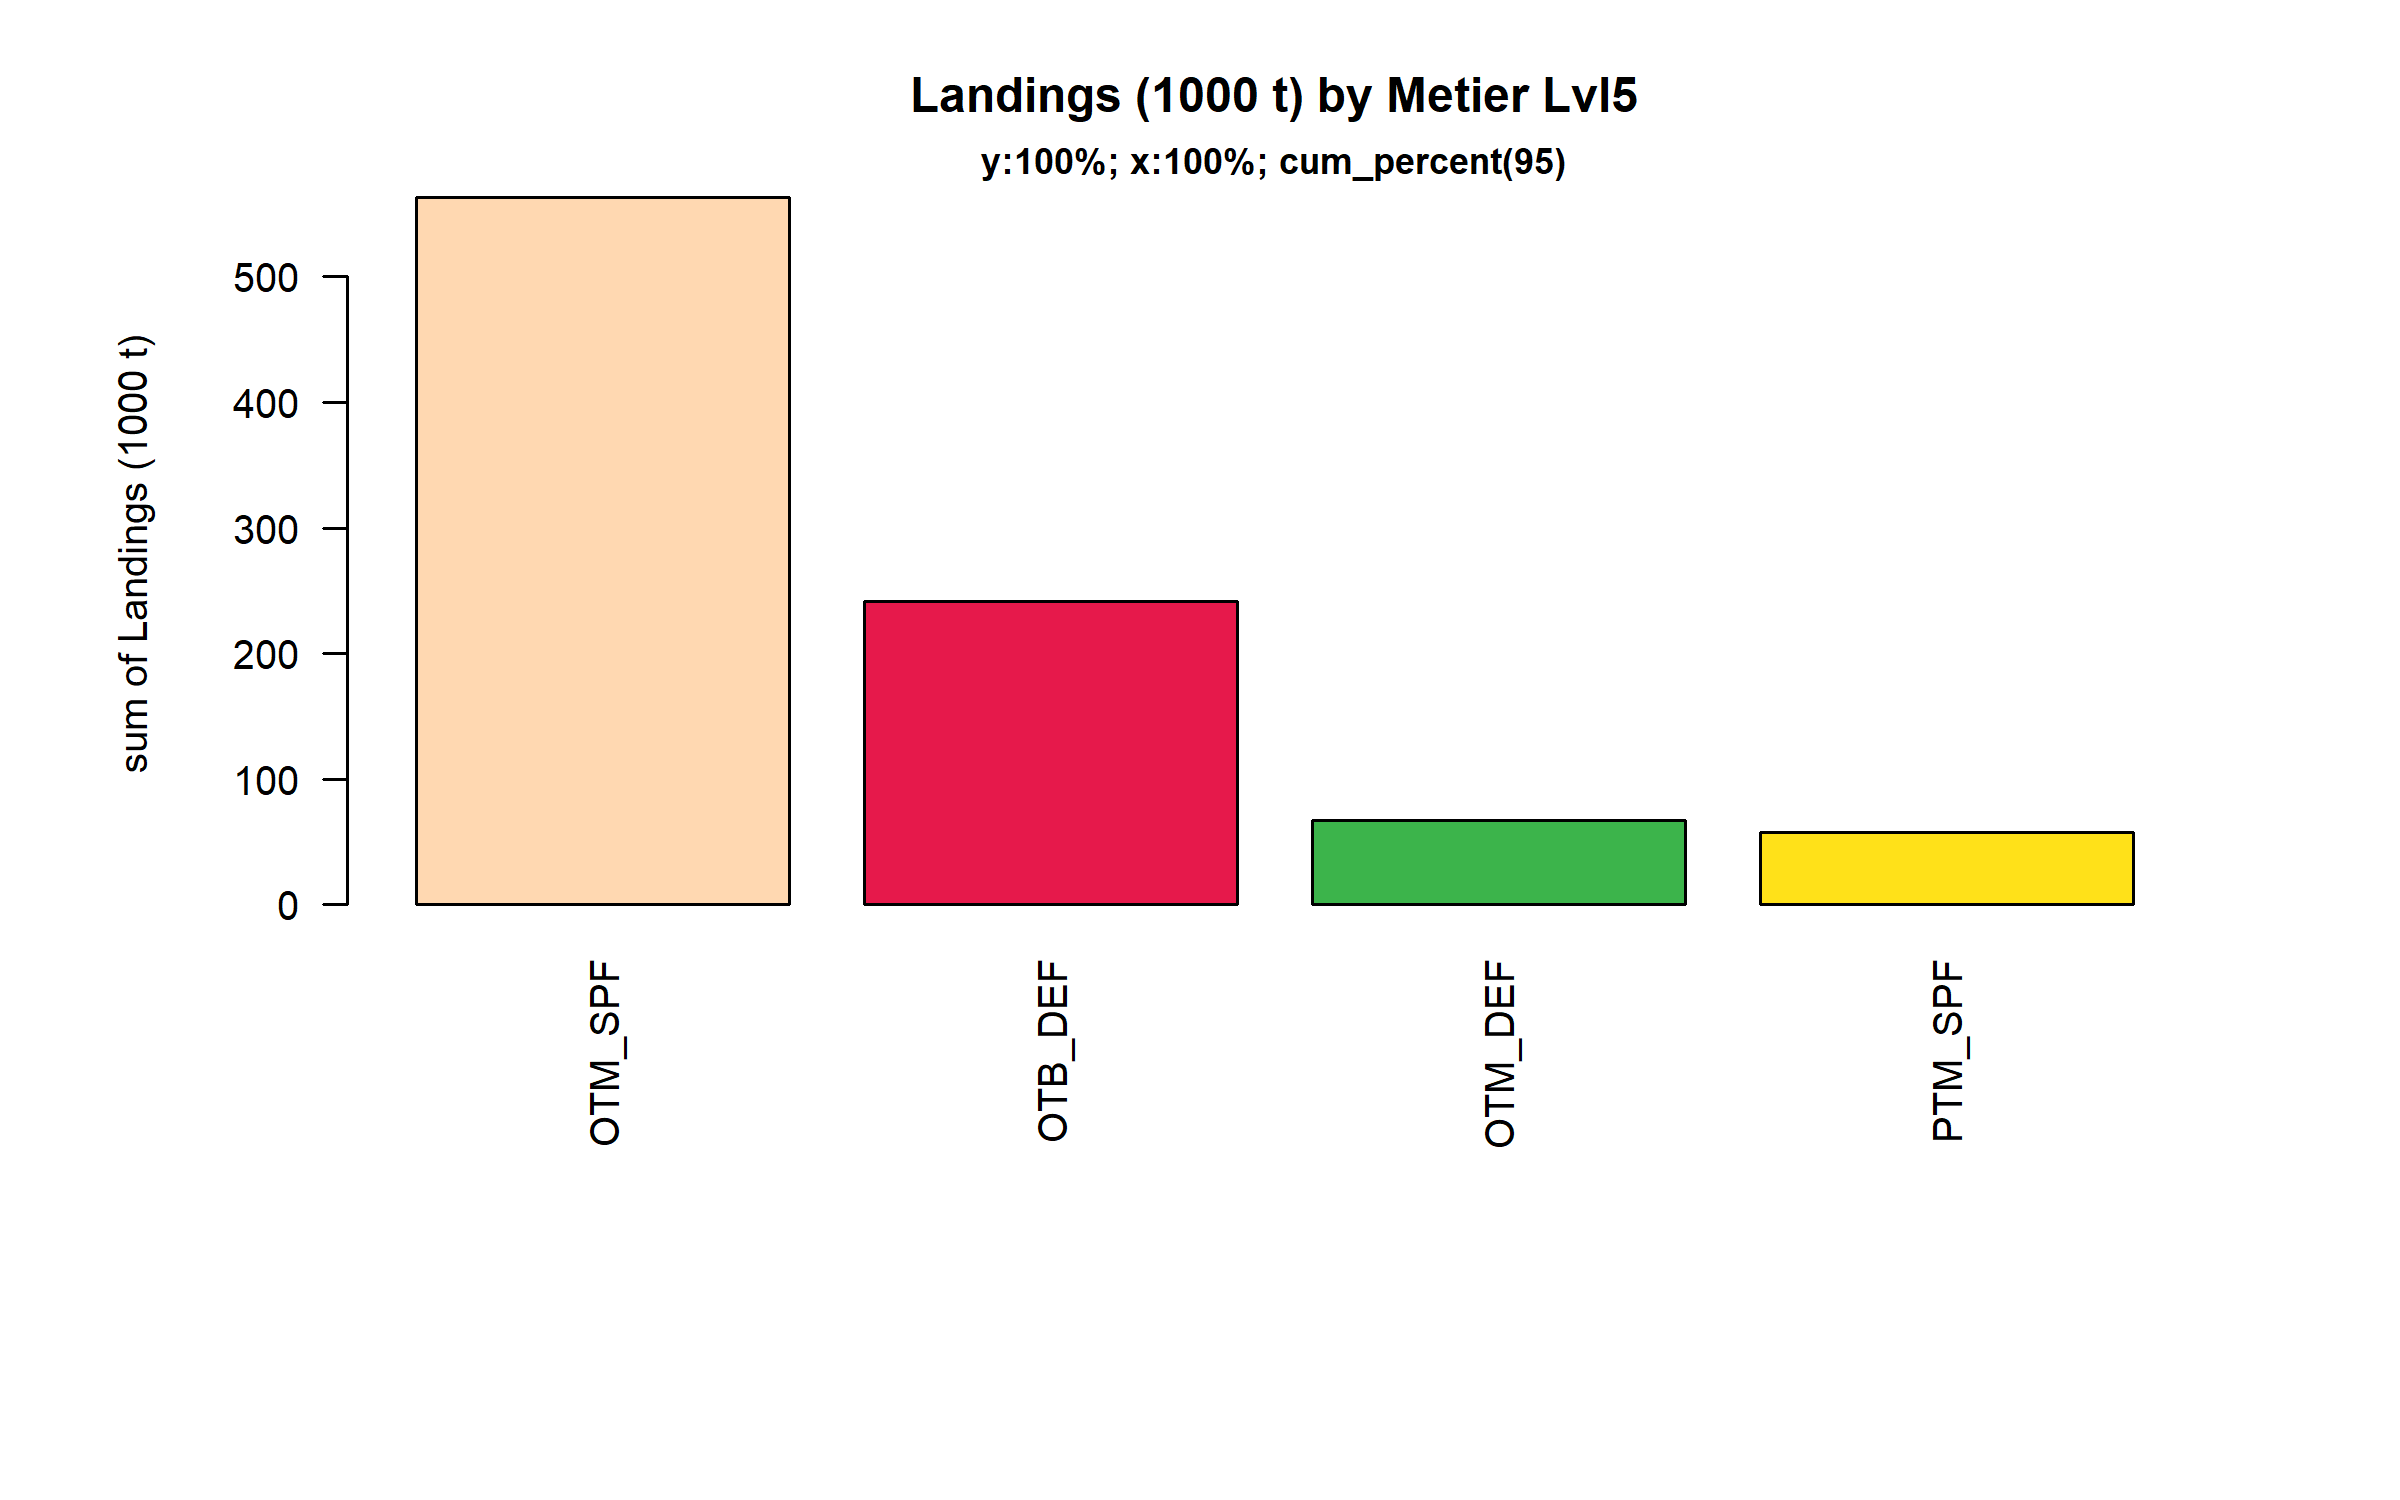 Landings (1000 t) by Metier Lvl5
y:100%; x:100%; cum_percent(95)
sum of Landings (1000 t)
500
400
300
200
100
0
OTM_SPF
OTB_DEF
OTM_DEF
PTM_SPF